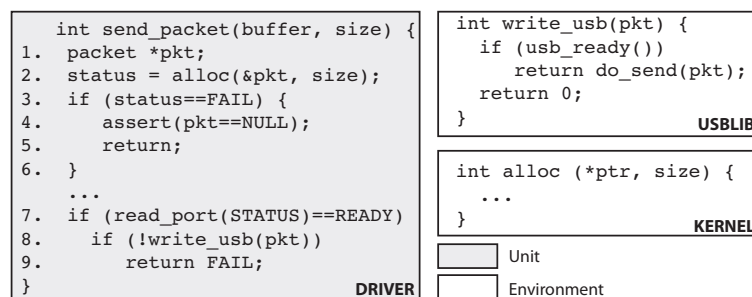 int send_packet(buffer, size) {
1. packet *pkt;
2. status = alloc(&pkt, size);
3. if (status==FAIL) {
4. assert(pkt==NULL);
5. return;
6. }
...
7. if (read_port(STATUS)==READY)
8. if (!write_usb(pkt))
9. return FAIL;
}
DRIVER
int write_usb(pkt) {
if (usb_ready())
return do_send(pkt);
return 0;
}
USBLIB
int alloc (*ptr, size) {
...
}
KERNEL
Unit
Environment